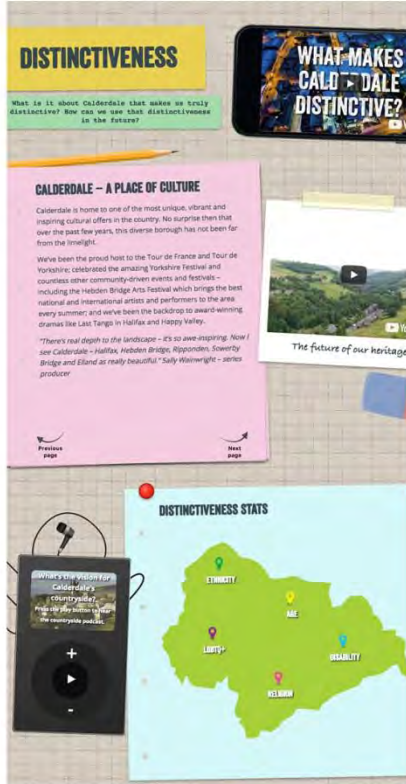 DISTINCTIVENESS
What is it about Calderdale that makes us truly
distinctive? How can we use that distinctiveness
in the future?
WHAT MAKES
CALDERDALE
DISTINCTIVE?
CALDERDALE – A PLACE OF CULTURE
Calderdale is home to one of the most unique, vibrant and
inspiring cultural offers in the country. No surprise then that
over the past few years, this diverse borough has not been far
from the limelight.
We've been the proud host to the Tour de France and Tour de
Yorkshire; celebrated the amazing Yorkshire Festival and
countless other community-driven events and festivals –
including the Hebden Bridge Arts Festival which brings the best
national and international artists and performers to the area
every summer; and we've been the backdrop to award-winning
dramas like Last Tango in Halifax and Happy Valley.
"There's real depth to the landscape – it's so awe-inspiring. Now I
see Calderdale – Halifax, Hebden Bridge, Ripponden, Sowerby
Bridge and Elland as really beautiful." Sally Wainwright – series
producer
Previous
page
Next
page
The future of our heritage
DISTINCTIVENESS STATS
ETHNICITY
AGE
LGBTQ+
DISABILITY
RELIGION
What's the Vision for
Calderdale's
countryside?
Press the play button to hear
the countryside podcast.
+
-